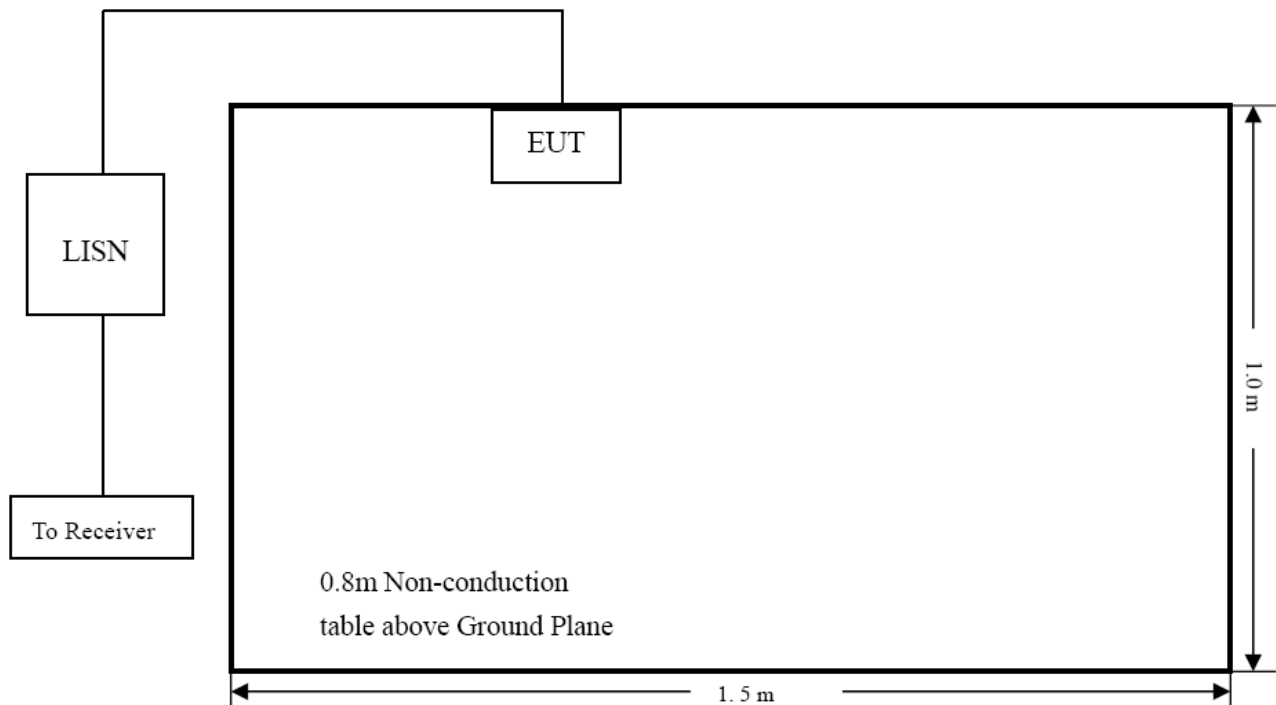 EUT
LISN
1.0 m
To Receiver
0.8m Non-conduction
table above Ground Plane
1. 5 m